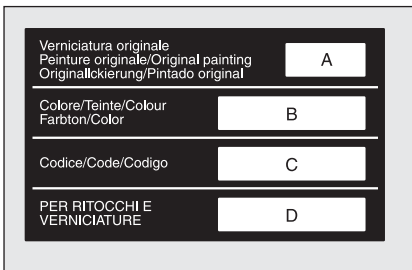 Verniciatura originale
Peinture originale/Original painting
Originallckierung/Pintado original
A
Colore/Teinte/Colour
Farbton/Color
B
Codice/Code/Codigo
C
PER RITOCCHI E
VERNICIATURE
D